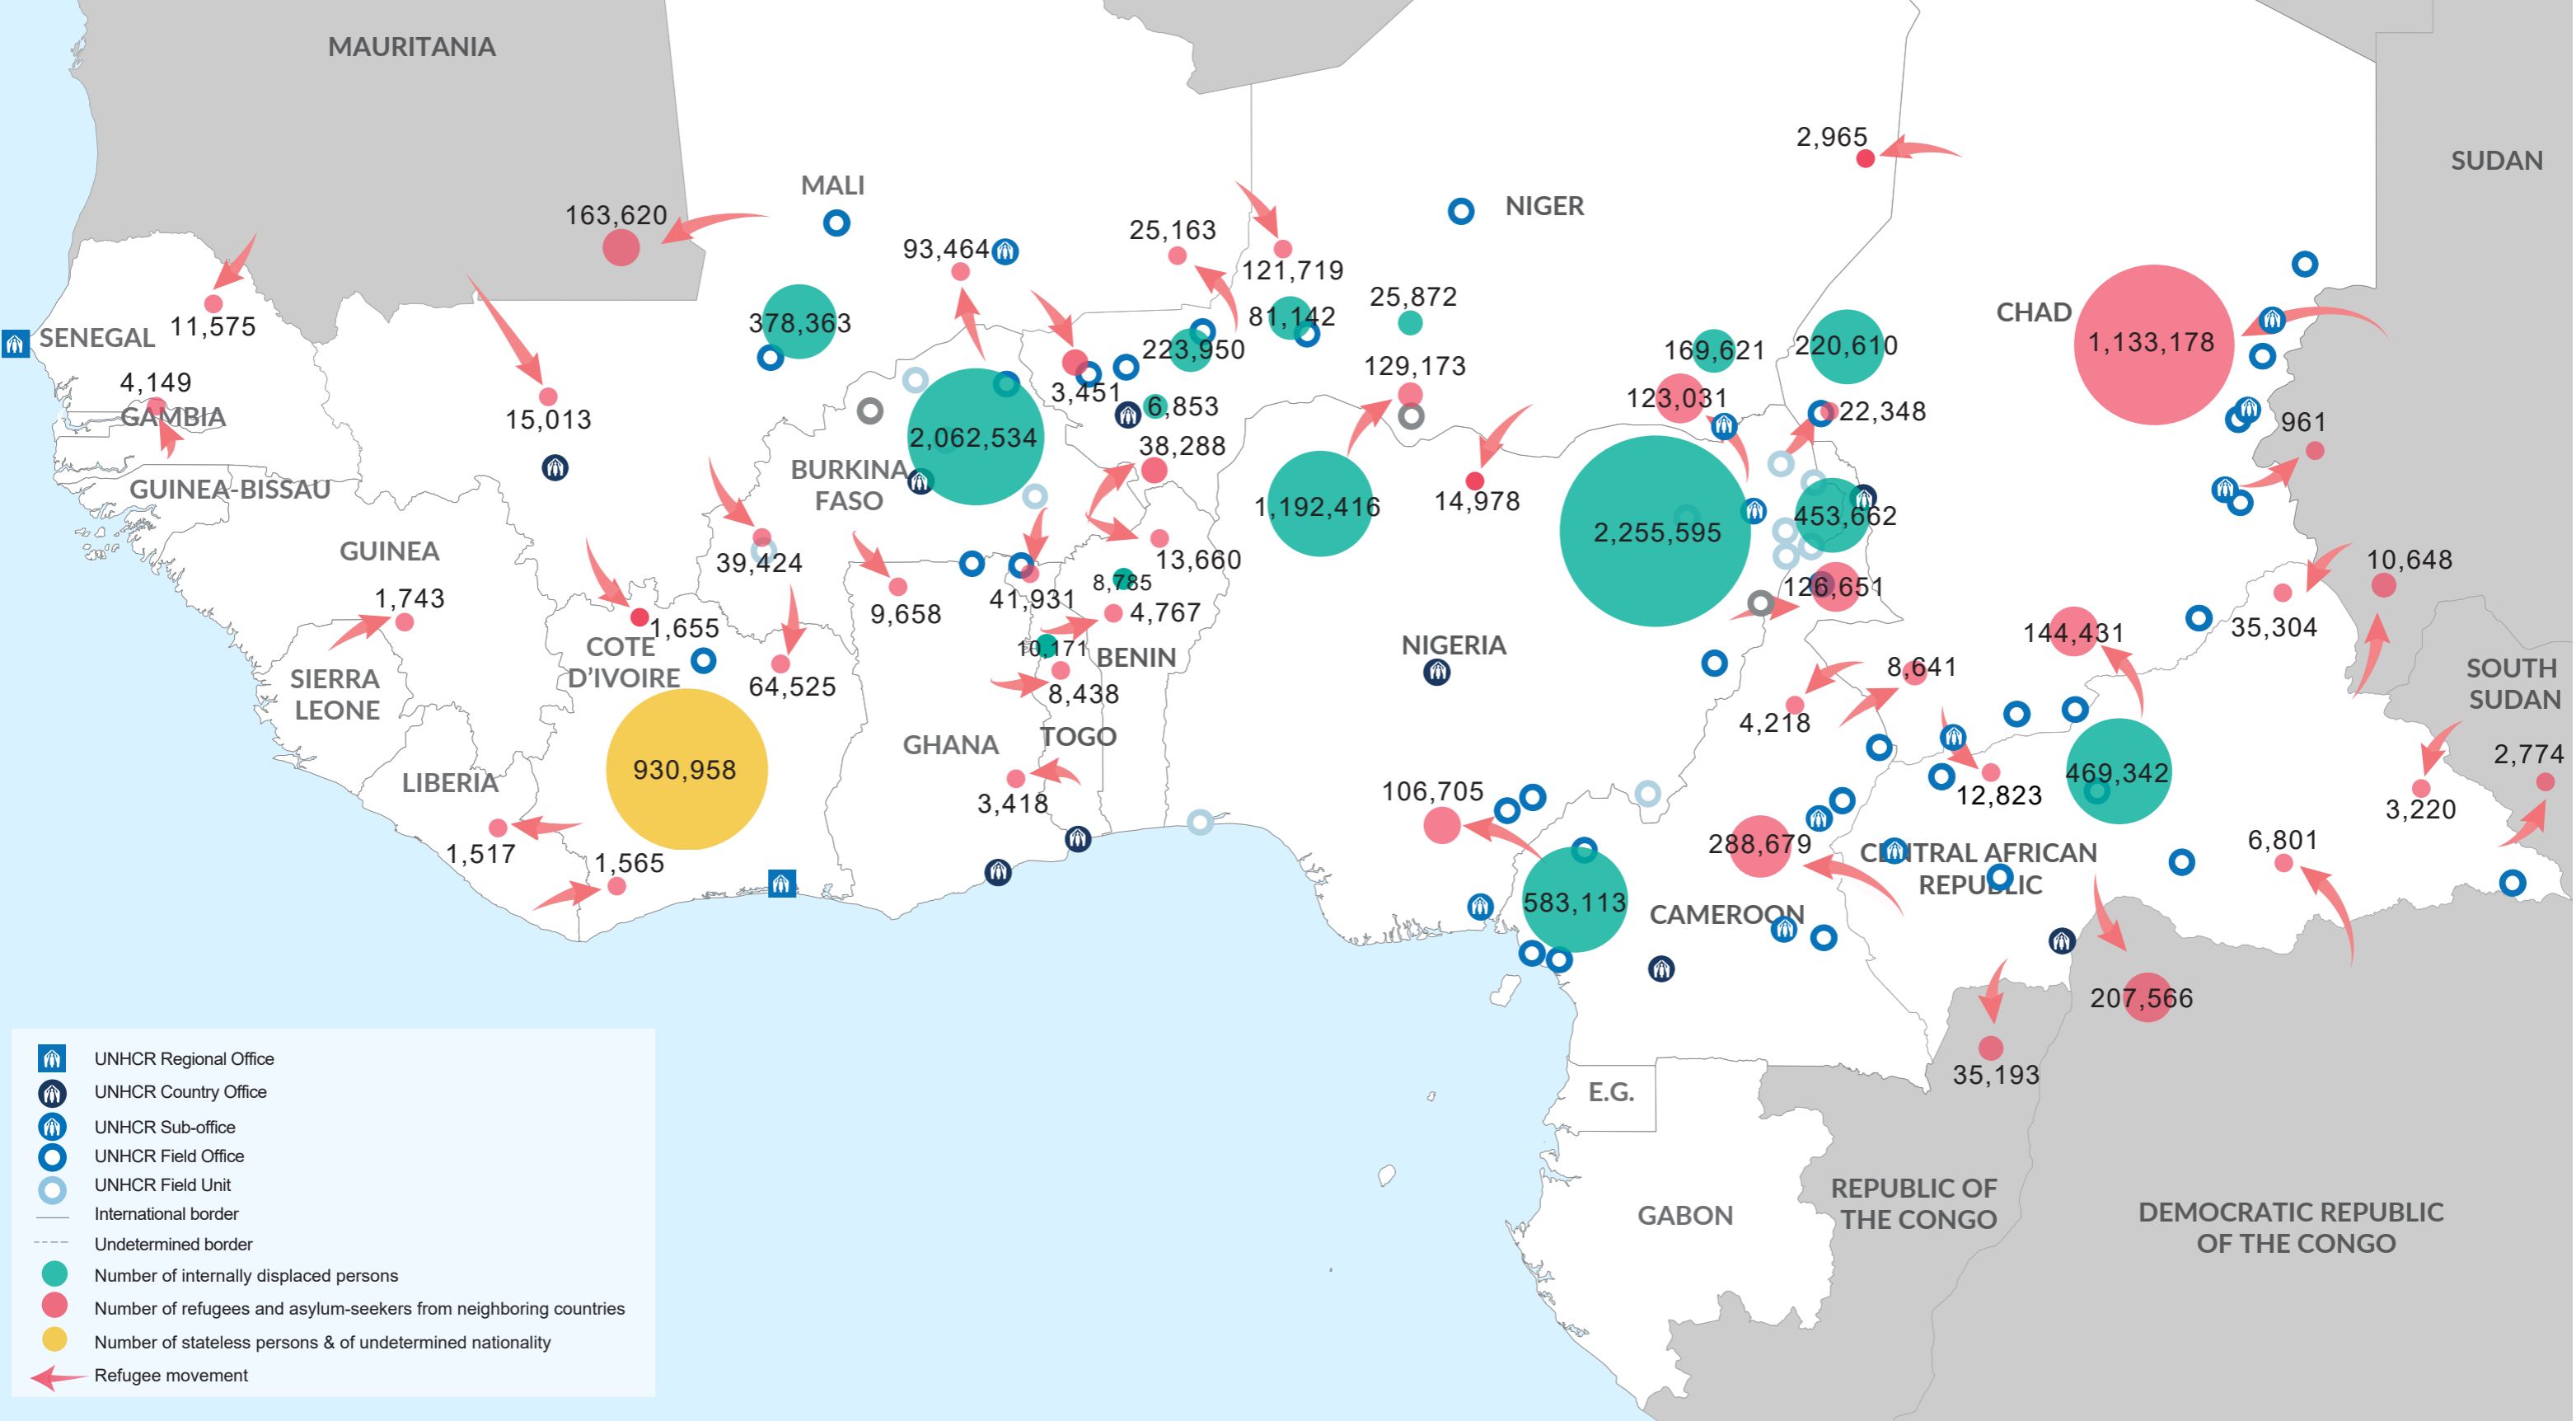 MAURITANIA
SUDAN
2,965
MALI
NIGER
163,620
25,163
93,464
121,719
25,872
CHAD
11,575
81,142
378,363
SENEGAL
1,133,178
220,610
223,950
169,621
129,173
4,149
3,451
123,031
6,853
22,348
GAMBIA
15,013
961
2,062,534
38,288
BURKINA
FASO
GUINEA-BISSAU
14,978
1,192,416
453,662
2,255,595
GUINEA
39,424
13,660
10,648
8,785
126,651
1,743
41,931
9,658
4,767
1,655
35,304
144,431
COTE
D'IVOIRE
10,171
BENIN
NIGERIA
8,641
SIERRA
LEONE
SOUTH
SUDAN
64,525
8,438
4,218
GHANA
TOGO
2,774
930,958
469,342
LIBERIA
106,705
12,823
3,418
3,220
288,679
6,801
1,517
CENTRAL AFRICAN
REPUBLIC
1,565
583,113
CAMEROON
207,566
35,193
E.G.
UNHCR Regional Office
UNHCR Country Office
UNHCR Sub-office
UNHCR Field Office
UNHCR Field Unit
International border
Undetermined border
Number of internally displaced persons
Number of refugees and asylum-seekers from neighboring countries
Number of stateless persons & of undetermined nationality
Refugee movement
GABON
REPUBLIC OF
THE CONGO
DEMOCRATIC REPUBLIC
OF THE CONGO